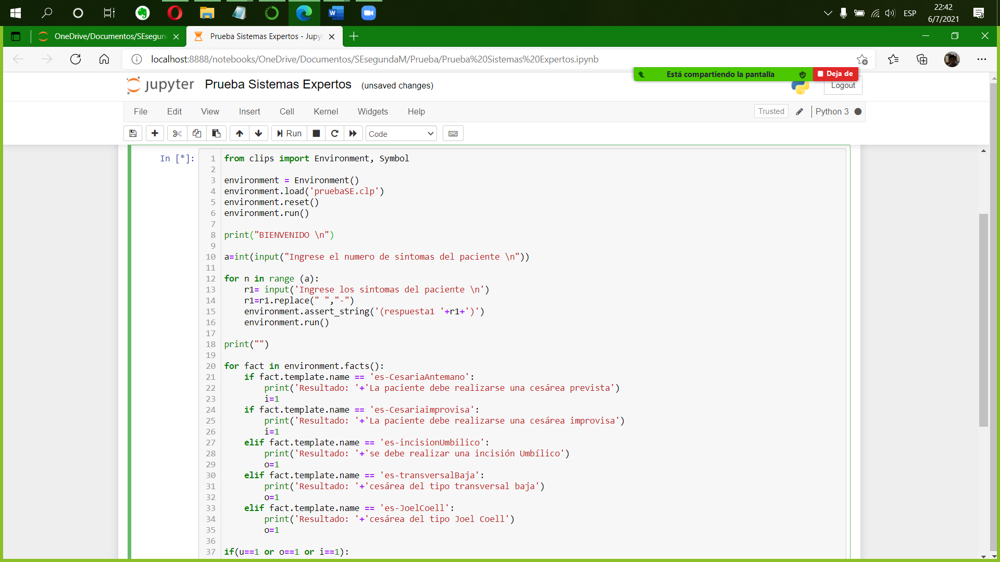 ESP
22:42
6/7/2021
OneDrive/Documentos/SEsegun
Prueba Sistemas Expertos - Jupy
localhost:8888/notebooks/OneDrive/Documentos/SEsegundaM/Prueba/Prueba%20Sistemas%20Expertos.ipynb
Está compartiendo la pantalla
Deja de
jupyter
Prueba Sistemas Expertos
(unsaved changes)
Logout
File Edit View Insert Cell Kernel Widgets Help
Trusted
Python 3
Run
Code
In [*]:
1 from clips import Environment, Symbol
2
3 environment = Environment()
4 environment.load('pruebaSE.clp')
5 environment.reset()
6 environment.run()
7
8 print("BIENVENIDO \n")
9
10 a=int(input("Ingrese el numero de sintomas del paciente \n"))
11
12 for n in range (a):
13     r1= input('Ingrese los sintomas del paciente \n')
14     r1=r1.replace(" ","-")
15     environment.assert_string('(respuesta1 '+r1+')')
16     environment.run()
17
18 print("")
19
20 for fact in environment.facts():
21     if fact.template.name == 'es-CesariaAntemano':
22         print('Resultado: '+'La paciente debe realizarse una cesárea prevista')
23         i=1
24     if fact.template.name == 'es-Cesariaimprovisa':
25         print('Resultado: '+'La paciente debe realizarse una cesárea improvisa')
26         i=1
27     elif fact.template.name == 'es-incisionUmbilico':
28         print('Resultado: '+'se debe realizar una incisión Umbílico')
29         o=1
30     elif fact.template.name == 'es-transversalBaja':
31         print('Resultado: '+'cesárea del tipo transversal baja')
32         o=1
33     elif fact.template.name == 'es-JoelCoell':
34         print('Resultado: '+'cesárea del tipo Joel Coell')
35         o=1
36
37 if(u==1 or o==1 or i==1):